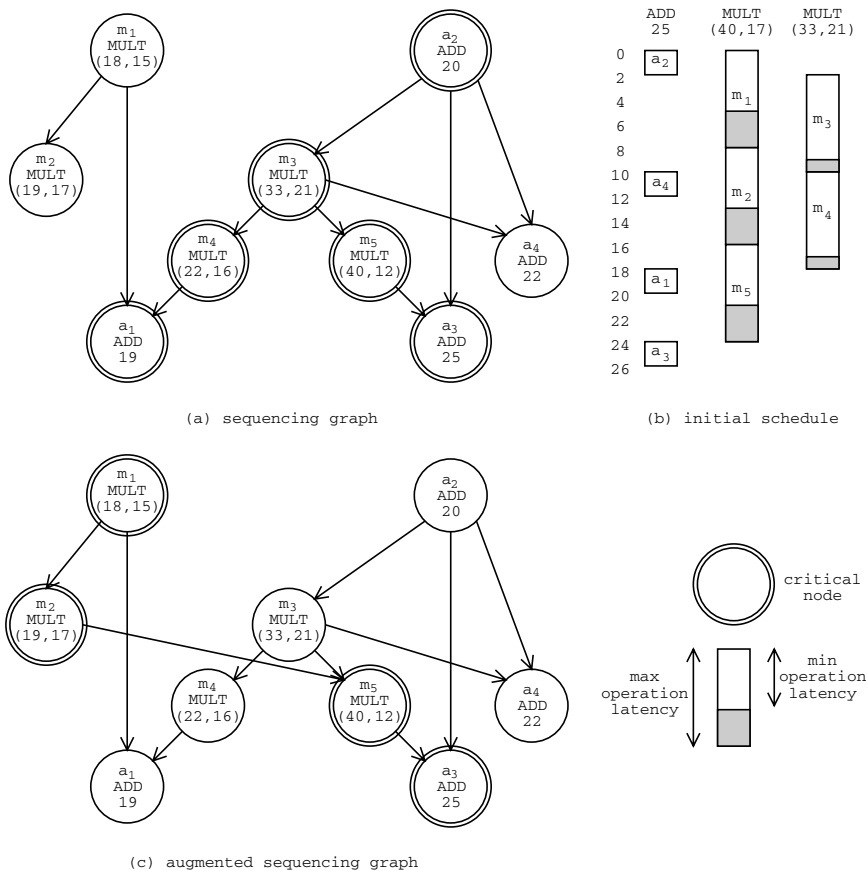 m1
MULT
(18,15)
a2
ADD
20
m2
MULT
(19,17)
m3
MULT
(33,21)
m4
MULT
(22,16)
m5
MULT
(40,12)
a4
ADD
22
a1
ADD
19
a3
ADD
25
(a) sequencing graph
ADD
25
MULT
(40,17)
MULT
(33,21)
0
2
4
6
8
10
12
14
16
18
20
22
24
26
a2
a4
a1
a3
m1
m2
m5
m3
m4
(b) initial schedule
m1
MULT
(18,15)
a2
ADD
20
m2
MULT
(19,17)
m3
MULT
(33,21)
m4
MULT
(22,16)
m5
MULT
(40,12)
a4
ADD
22
a1
ADD
19
a3
ADD
25
(c) augmented sequencing graph
critical
node
max
operation
latency
min
operation
latency